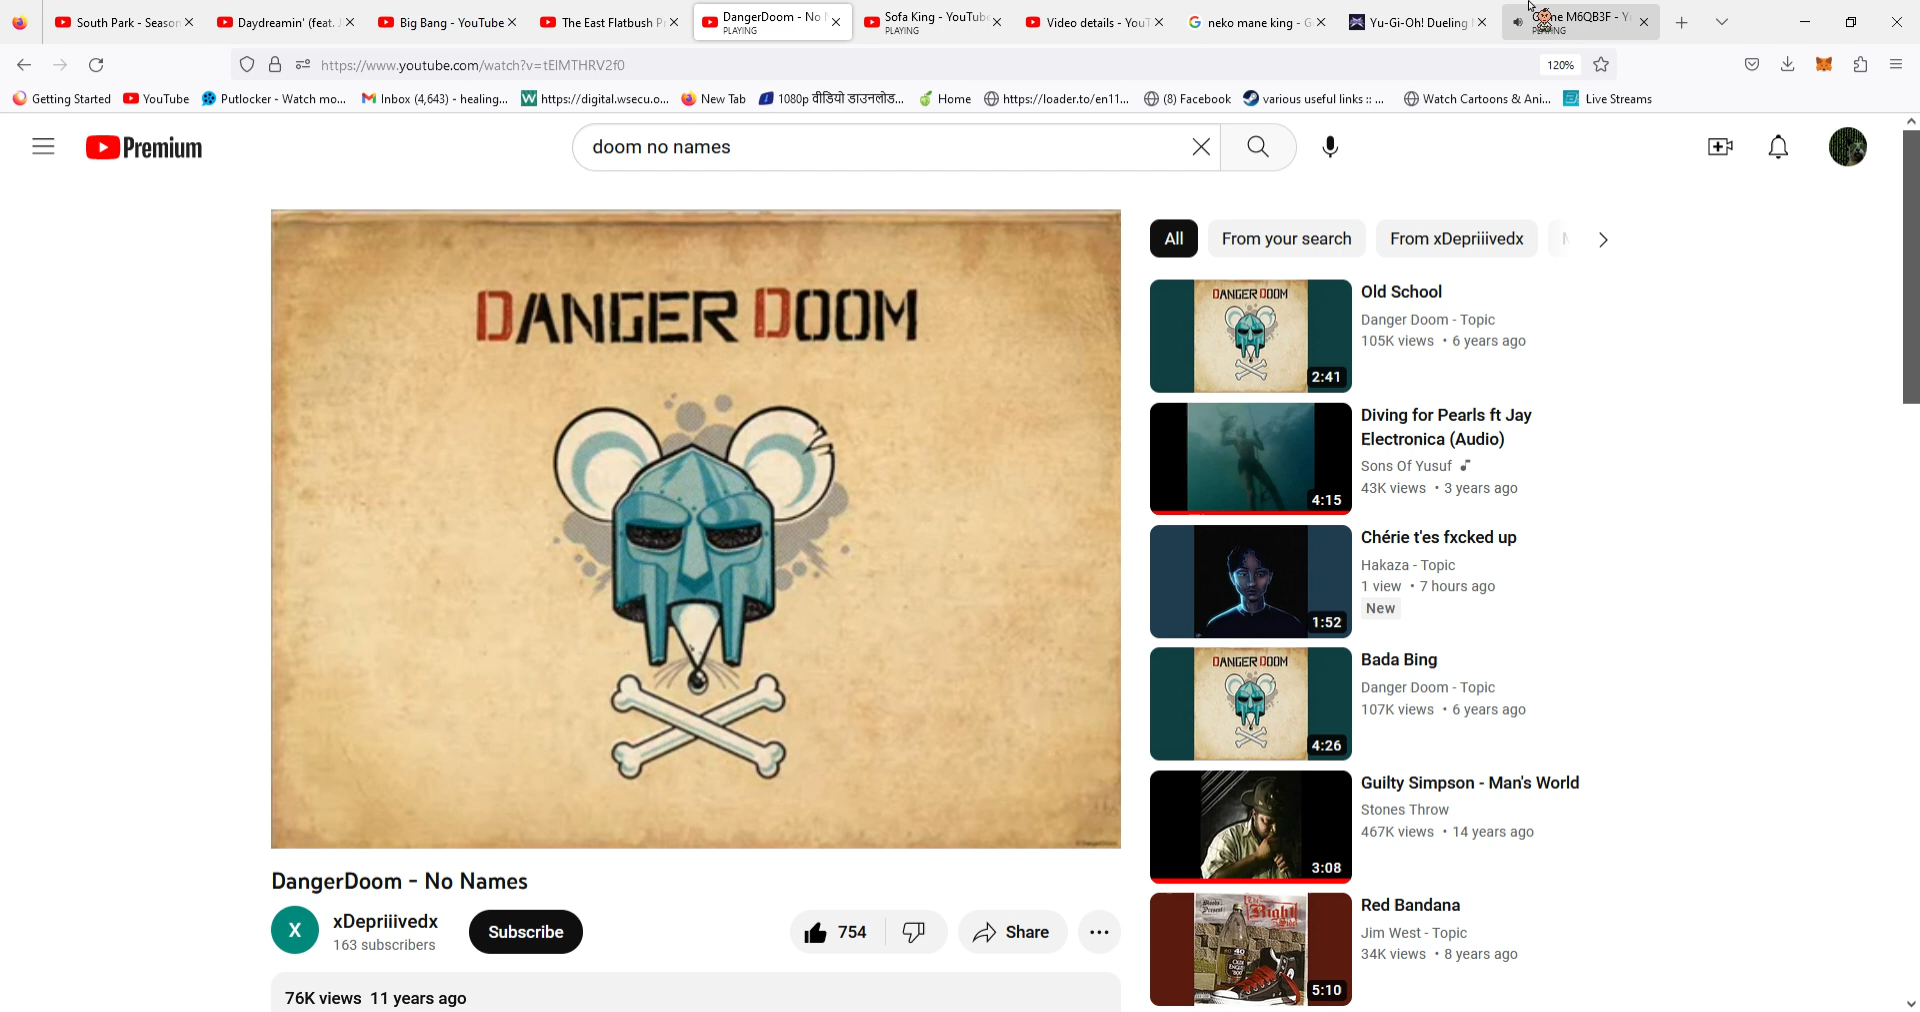 South Park - Season
Daydreamin' (feat. J
Big Bang - YouTube
The East Flatbush Pr
DangerDoom - No N
PLAYING
Sofa King - YouTube
PLAYING
Video details - YouT
neko mane king - G
Yu-Gi-Oh! Dueling
M6QB3F - Y
https://www.youtube.com/watch?v=tEIMTHRV2f0
120%
Getting Started
YouTube
Putlocker - Watch mo...
Inbox (4,643) - healing...
https://digital.wsecu.o...
New Tab
1080p वीडियो डाउनलोड...
Home
https://loader.to/en11...
(8) Facebook
various useful links :: ...
Watch Cartoons & Ani...
Live Streams
Premium
doom no names
DANGER DOOM
All
From your search
From xDepriiivedx
Old School
Danger Doom - Topic
105K views • 6 years ago
2:41
Diving for Pearls ft Jay
Electronica (Audio)
Sons Of Yusuf
43K views • 3 years ago
4:15
Chérie t'es fxcked up
Hakaza - Topic
1 view • 7 hours ago
New
1:52
DANGER DOOM
Bada Bing
Danger Doom - Topic
107K views • 6 years ago
4:26
DANGER DOOM
Guilty Simpson - Man's World
Stones Throw
467K views • 14 years ago
3:08
Red Bandana
Jim West - Topic
34K views • 8 years ago
5:10
DangerDoom - No Names
X
xDepriiivedx
163 subscribers
Subscribe
754
Share
76K views 11 years ago